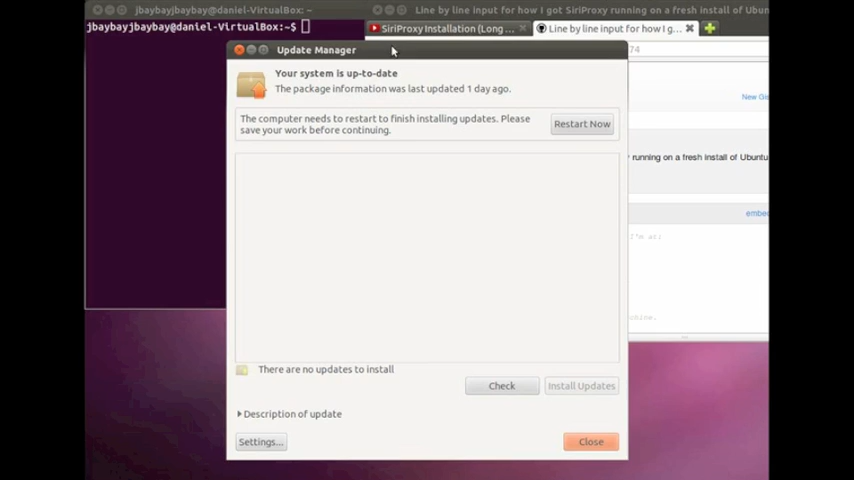 jbaybayjbaybay@daniel-VirtualBox: ~
Line by line input for how I got SiriProxy running on a fresh install of Ubun
jbaybayjbaybay@daniel-VirtualBox:~$
SiriProxy Installation (Long ...
Line by line input for how I g...
Update Manager
74
Your system is up-to-date
The package information was last updated 1 day ago.
New Gis
The computer needs to restart to finish installing updates. Please
save your work before continuing.
Restart Now
running on a fresh install of Ubuntu
embed
I'm at:
chine.
There are no updates to install
Check
Install Updates
Description of update
Settings...
Close